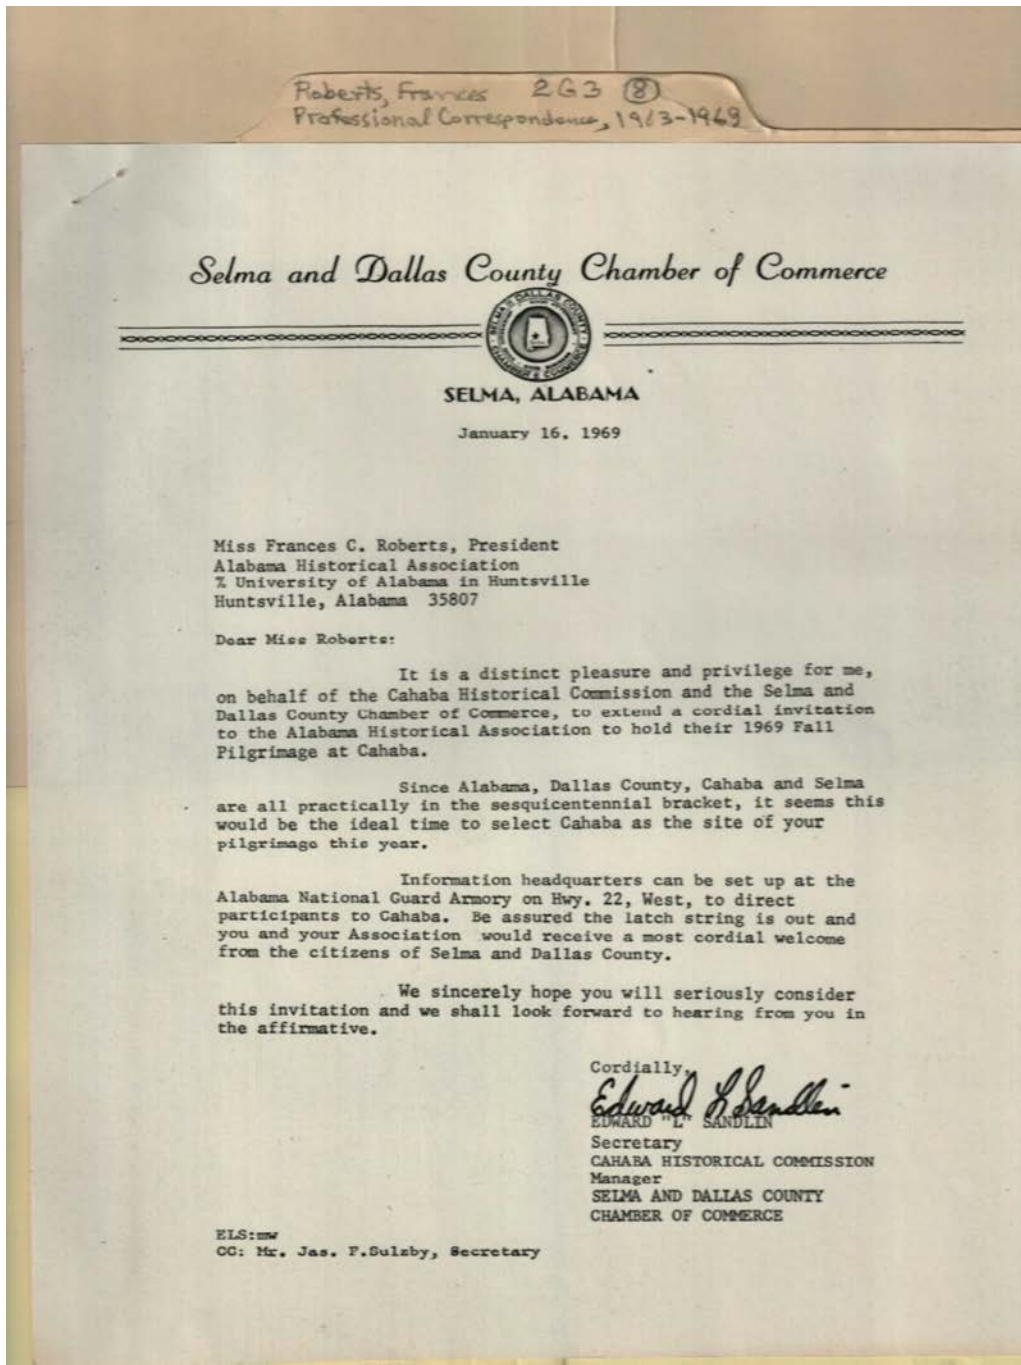 Roberts, Frances 2G3 (8)
Professional Correspondence, 1963-1969
Selma and Dallas County Chamber of Commerce
SELMA AND DALLAS COUNTY
CHAMBER OF COMMERCE
SELMA, ALABAMA
January 16, 1969
Miss Frances C. Roberts, President
Alabama Historical Association
% University of Alabama in Huntsville
Huntsville, Alabama 35807
Dear Miss Roberts:
It is a distinct pleasure and privilege for me,
on behalf of the Cahaba Historical Commission and the Selma and
Dallas County Chamber of Commerce, to extend a cordial invitation
to the Alabama Historical Association to hold their 1969 Fall
Pilgrimage at Cahaba.
Since Alabama, Dallas County, Cahaba and Selma
are all practically in the sesquicentennial bracket, it seems this
would be the ideal time to select Cahaba as the site of your
pilgrimage this year.
Information headquarters can be set up at the
Alabama National Guard Armory on Hwy. 22, West, to direct
participants to Cahaba. Be assured the latch string is out and
you and your Association would receive a most cordial welcome
from the citizens of Selma and Dallas County.
We sincerely hope you will seriously consider
this invitation and we shall look forward to hearing from you in
the affirmative.
Cordially,
Edward L Sandlin
EDWARD "L" SANDLIN
Secretary
CAHABA HISTORICAL COMMISSION
Manager
SELMA AND DALLAS COUNTY
CHAMBER OF COMMERCE
ELS:mw
CC: Mr. Jas. F.Sulzby, Secretary